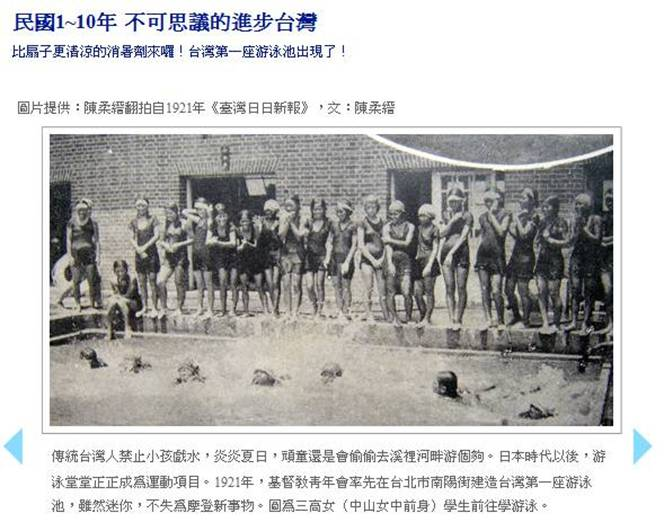 民國1~10年 不可思議的進步台灣
比扇子更清涼的消暑劑來囉！台灣第一座游泳池出現了！
圖片提供：陳柔縉翻拍自1921年《臺灣日日新報》，文：陳柔縉
傳統台灣人禁止小孩戲水，炎炎夏日，頑童還是會偷偷去溪裡河畔游個夠。日本時代以後，游
泳堂堂正正成為運動項目。1921年，基督教青年會率先在台北市南陽街建造台灣第一座游泳
池，雖然迷你，不失為摩登新事物。圖為三高女（中山女中前身）學生前往學游泳。